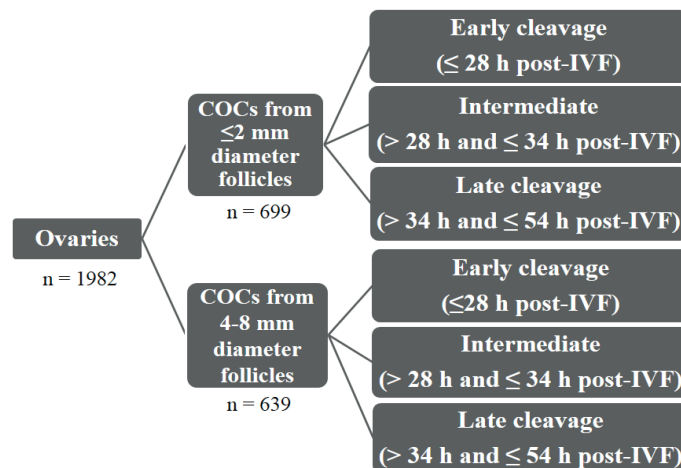 Early cleavage
(≤ 28 h post-IVF)
Intermediate
(> 28 h and ≤ 34 h post-IVF)
Late cleavage
(> 34 h and ≤ 54 h post-IVF)
COCs from
≤2 mm
diameter
follicles
n = 699
Ovaries
n = 1982
COCs from
4-8 mm
diameter
follicles
n = 639
Early cleavage
(≤28 h post-IVF)
Intermediate
(> 28 h and ≤ 34 h post-IVF)
Late cleavage
(> 34 h and ≤ 54 h post-IVF)